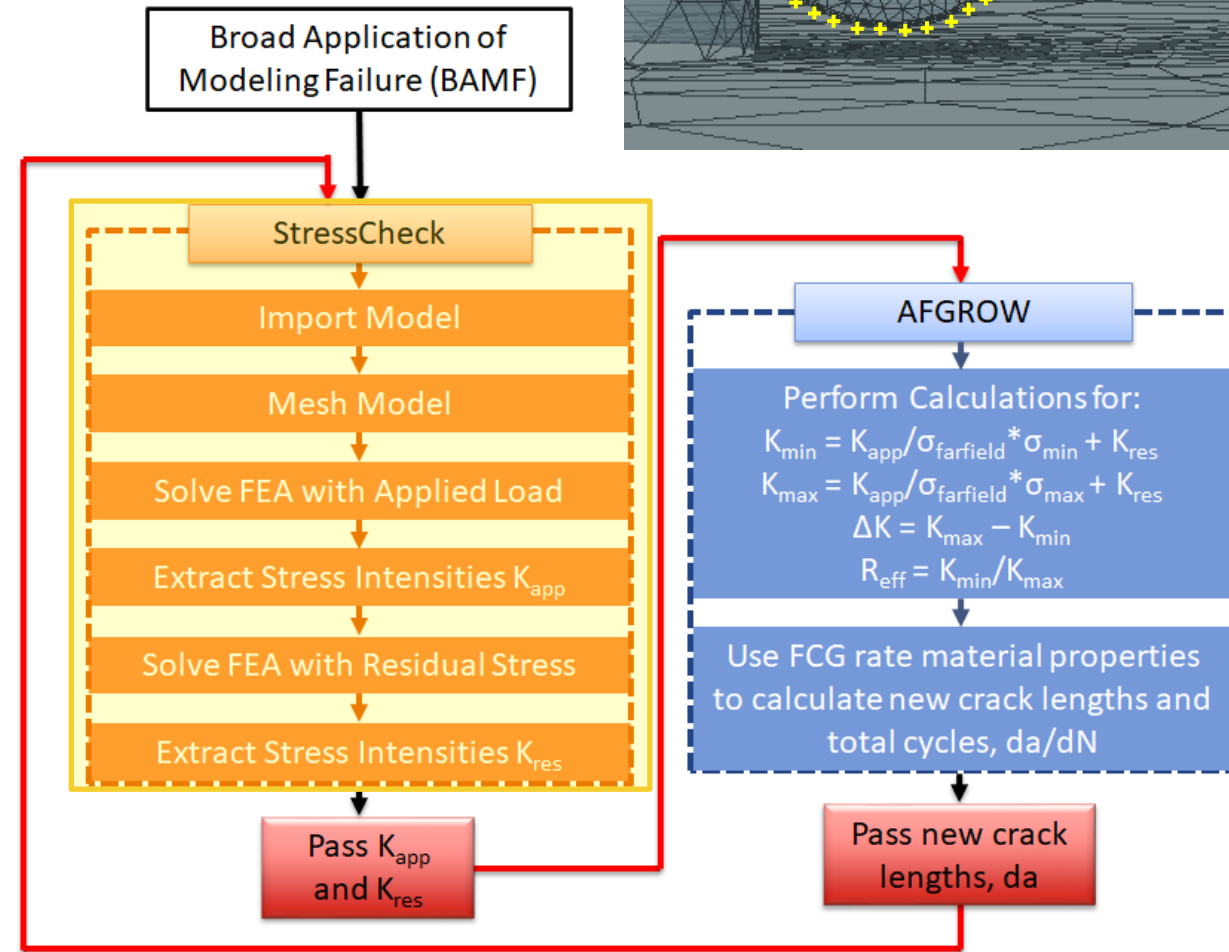 Broad Application of
Modeling Failure (BAMF)
StressCheck
Import Model
Mesh Model
Solve FEA with Applied Load
Extract Stress Intensities Kapp
Solve FEA with Residual Stress
Extract Stress Intensities Kres
Pass Kapp
and Kres
AFGROW
Perform Calculations for:
Kmin = Kapp/σfarfield*σmin + Kres
Kmax = Kapp/σfarfield*σmax + Kres
ΔK = Kmax – Kmin
Reff = Kmin/Kmax
Use FCG rate material properties
to calculate new crack lengths and
total cycles, da/dN
Pass new crack
lengths, da